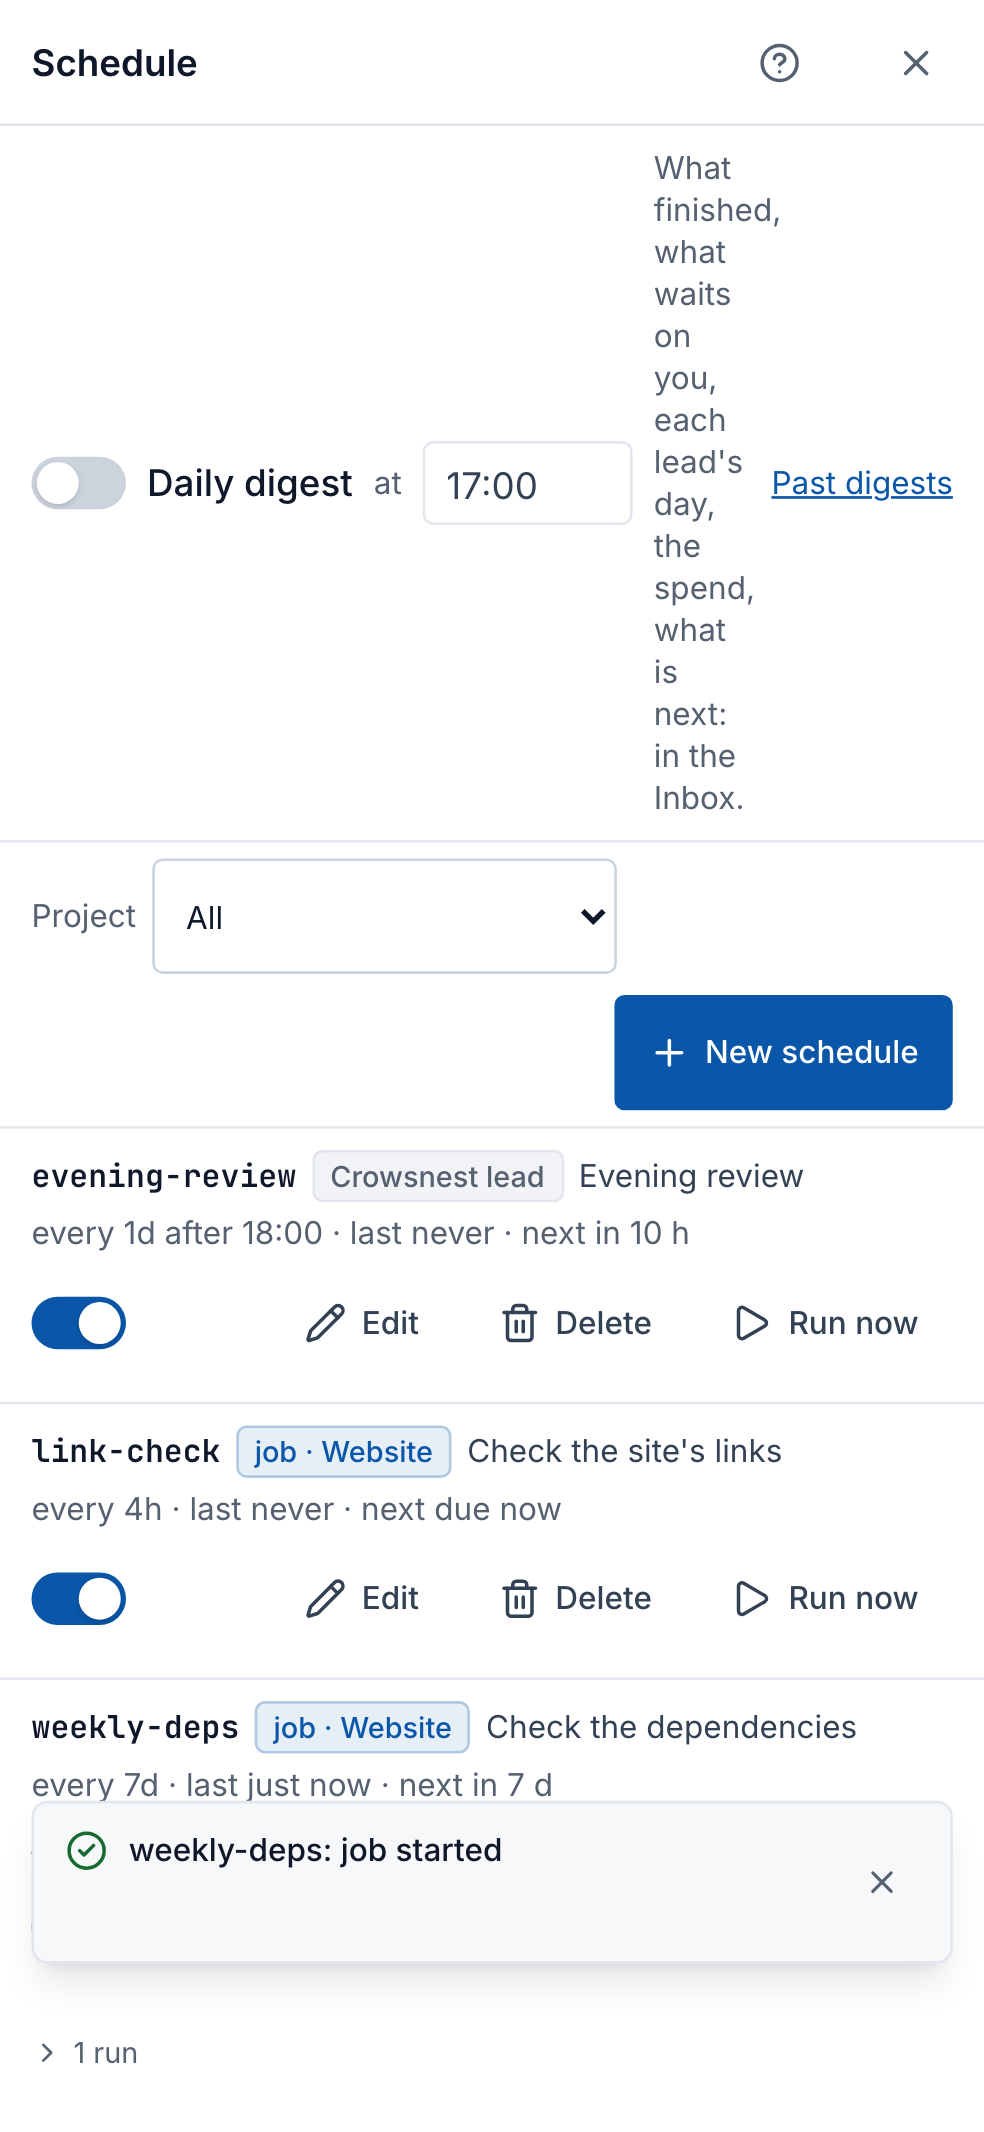 Schedule
What
finished,
what
waits
on
you,
each
lead's
day,
the
spend,
what
is
next:
in the
Inbox.
Daily digest at 17:00 Past digests
Project All
New schedule
evening-review Crowsnest lead Evening review
every 1d after 18:00 · last never · next in 10 h
Edit Delete Run now
link-check job · Website Check the site's links
every 4h · last never · next due now
Edit Delete Run now
weekly-deps job · Website Check the dependencies
every 7d · last just now · next in 7 d
weekly-deps: job started
1 run